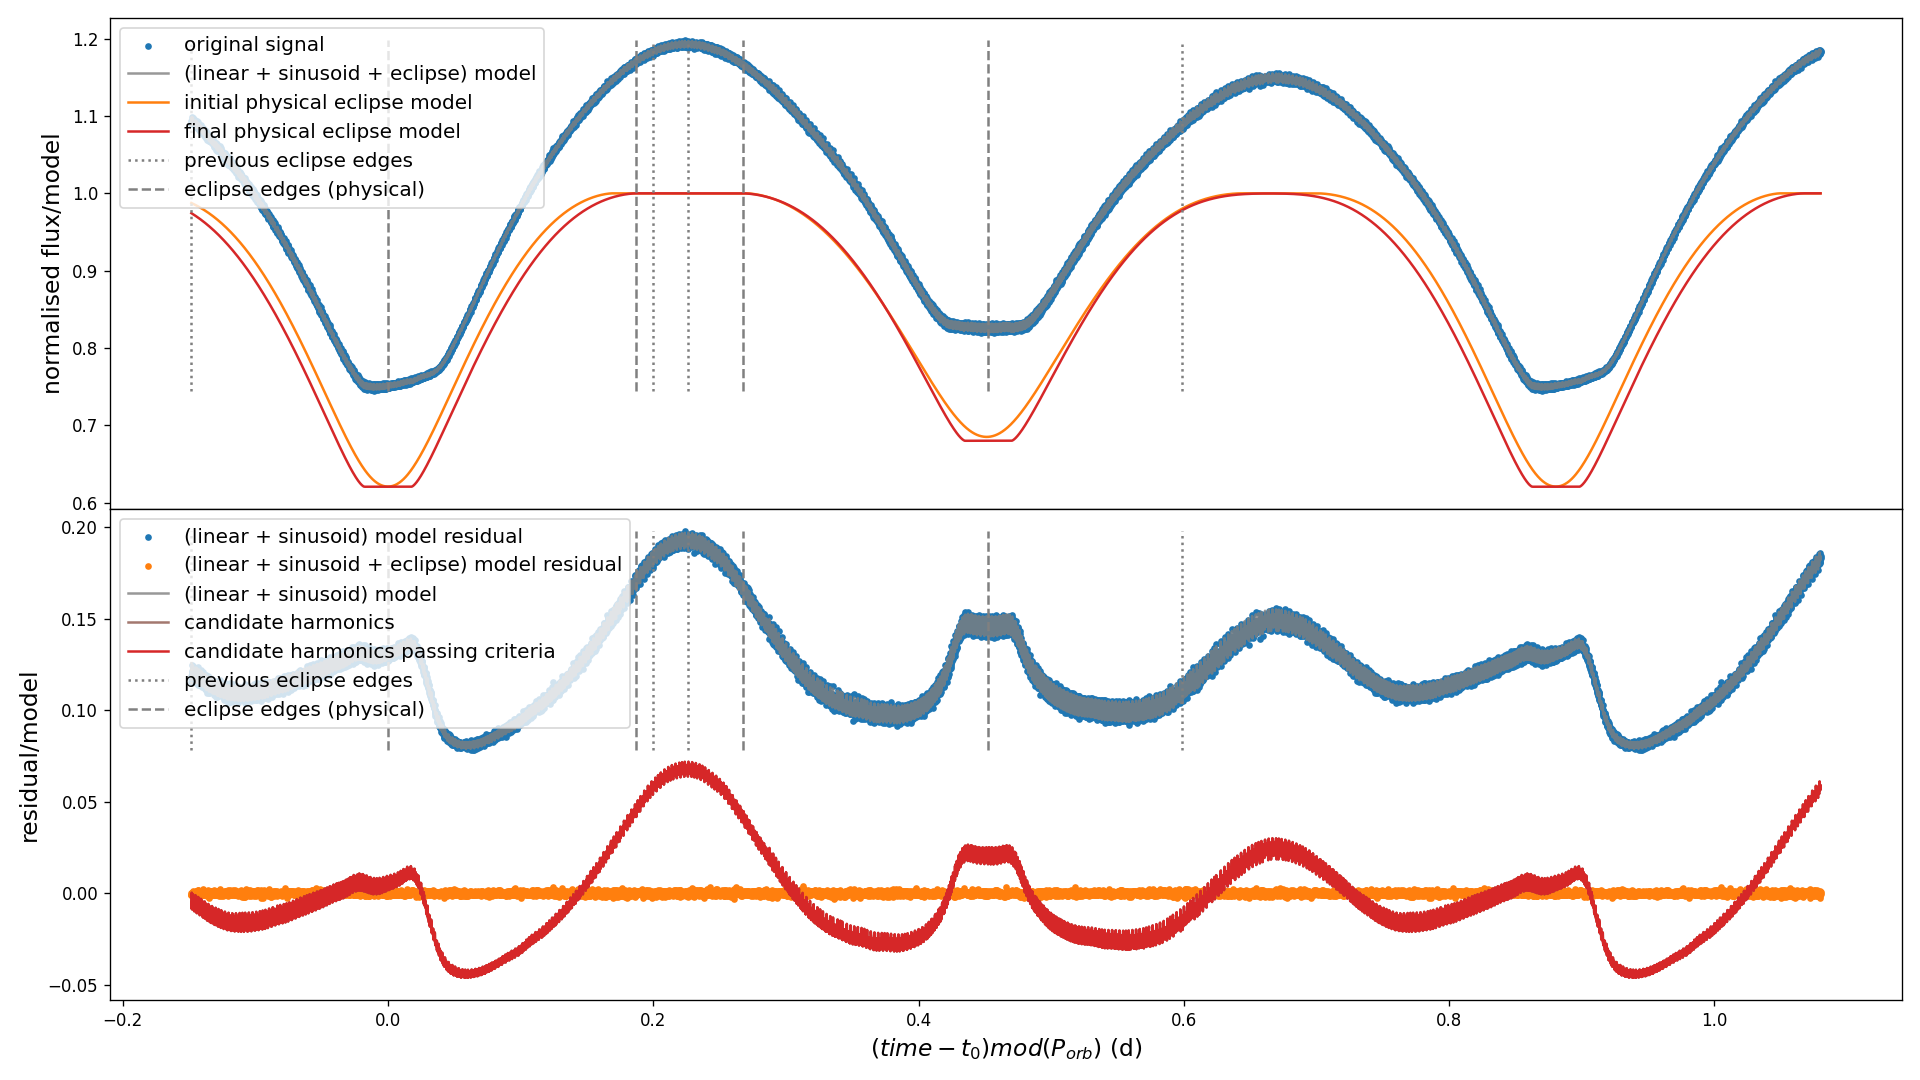 normalised flux/model
1.2
1.1
1.0
0.9
0.8
0.7
0.6
original signal
(linear + sinusoid + eclipse) model
initial physical eclipse model
final physical eclipse model
previous eclipse edges
eclipse edges (physical)
residual/model
0.20
0.15
0.10
0.05
0.00
−0.05
(linear + sinusoid) model residual
(linear + sinusoid + eclipse) model residual
(linear + sinusoid) model
candidate harmonics
candidate harmonics passing criteria
previous eclipse edges
eclipse edges (physical)
−0.2 0.0 0.2 0.4 0.6 0.8 1.0
(time − t₀)mod(Pₒᵣb) (d)